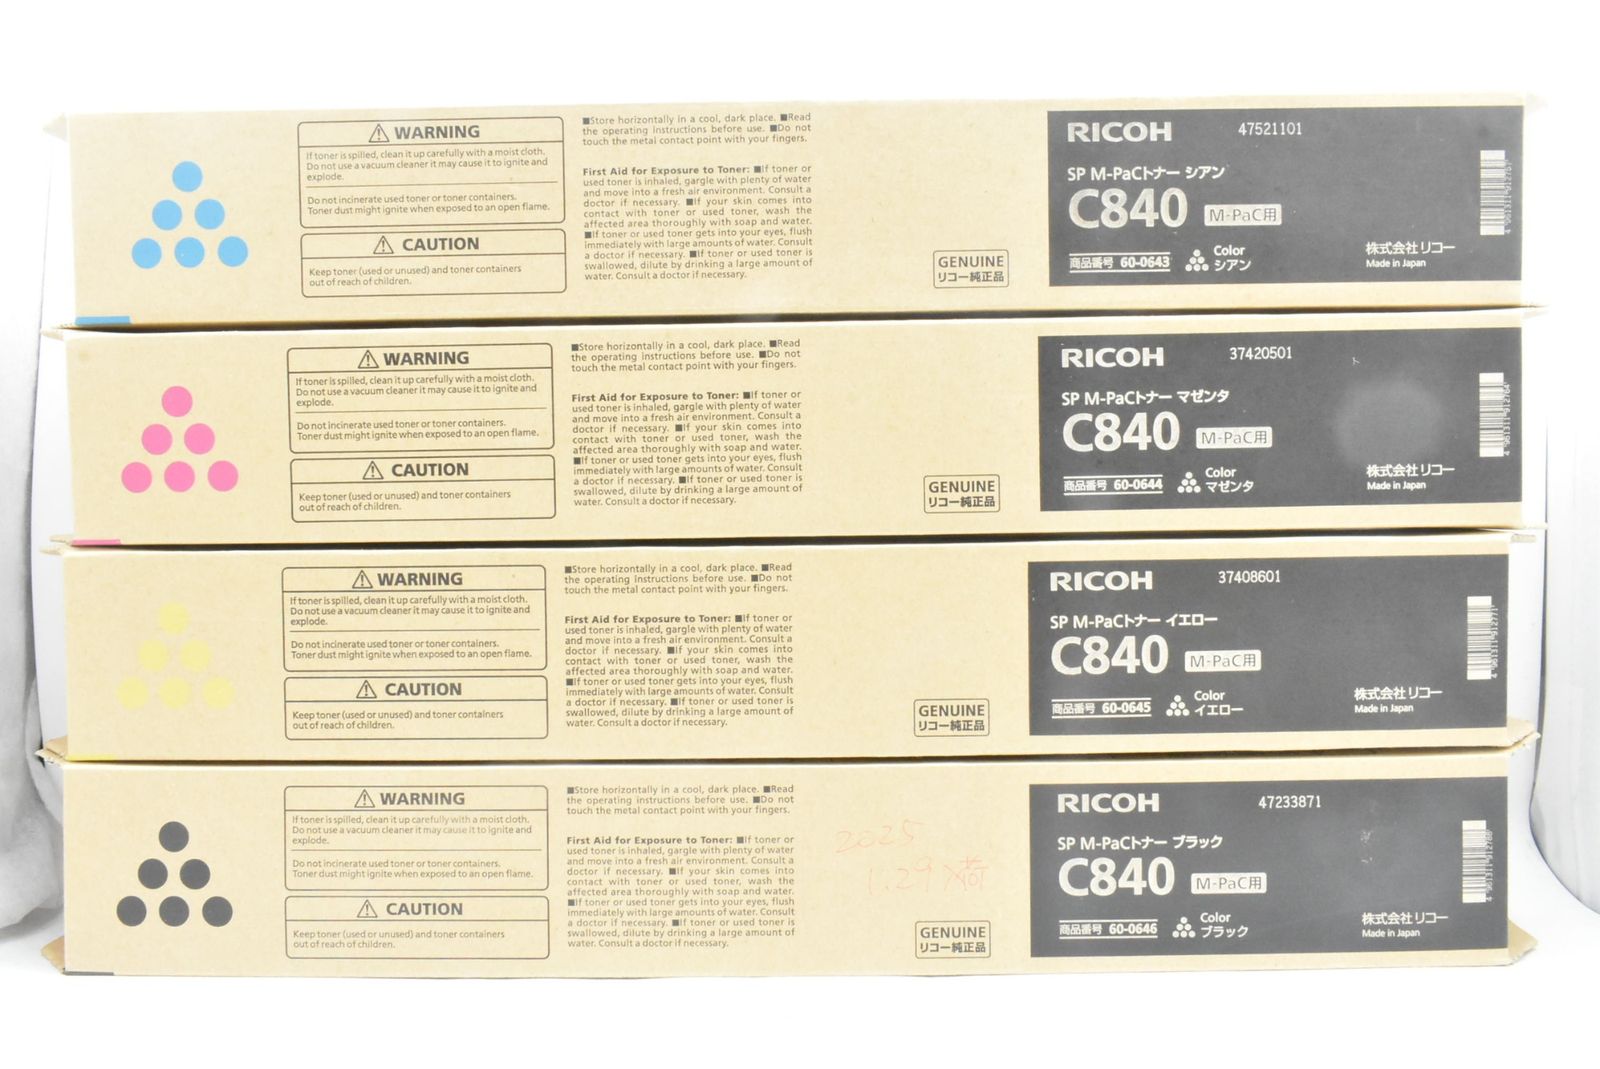 WARNING
If toner is spilled, clean it up carefully with a moist cloth.
Do not use a vacuum cleaner it may cause it to ignite and
explode.
Do not incinerate used toner or toner containers.
Toner dust might ignite when exposed to an open flame.
CAUTION
Keep toner (used or unused) and toner containers
out of reach of children.
■Store horizontally in a cool, dark place. ■Read
the operating instructions before use. ■Do not
touch the metal contact point with your fingers.
First Aid for Exposure to Toner: ■If toner or
used toner is inhaled, gargle with plenty of water
and move into a fresh air environment. Consult a
doctor if necessary. ■If your skin comes into
contact with toner or used toner, wash the
affected area thoroughly with soap and water.
■If toner or used toner gets into your eyes, flush
immediately with large amounts of water. Consult
a doctor if necessary. ■If toner or used toner is
swallowed, dilute by drinking a large amount of
water. Consult a doctor if necessary.
GENUINE
リコー純正品
RICOH 47521101
SP M-PaCトナー シアン
C840 M-PaC用
商品番号 60-0643 Color
シアン
株式会社リコー
Made in Japan
WARNING
If toner is spilled, clean it up carefully with a moist cloth.
Do not use a vacuum cleaner it may cause it to ignite and
explode.
Do not incinerate used toner or toner containers.
Toner dust might ignite when exposed to an open flame.
CAUTION
Keep toner (used or unused) and toner containers
out of reach of children.
■Store horizontally in a cool, dark place. ■Read
the operating instructions before use. ■Do not
touch the metal contact point with your fingers.
First Aid for Exposure to Toner: ■If toner or
used toner is inhaled, gargle with plenty of water
and move into a fresh air environment. Consult a
doctor if necessary. ■If your skin comes into
contact with toner or used toner, wash the
affected area thoroughly with soap and water.
■If toner or used toner gets into your eyes, flush
immediately with large amounts of water. Consult
a doctor if necessary. ■If toner or used toner is
swallowed, dilute by drinking a large amount of
water. Consult a doctor if necessary.
GENUINE
リコー純正品
RICOH 37420501
SP M-PaCトナー マゼンタ
C840 M-PaC用
商品番号 60-0644 Color
マゼンタ
株式会社リコー
Made in Japan
4961311912764
WARNING
If toner is spilled, clean it up carefully with a moist cloth.
Do not use a vacuum cleaner it may cause it to ignite and
explode.
Do not incinerate used toner or toner containers.
Toner dust might ignite when exposed to an open flame.
CAUTION
Keep toner (used or unused) and toner containers
out of reach of children.
■Store horizontally in a cool, dark place. ■Read
the operating instructions before use. ■Do not
touch the metal contact point with your fingers.
First Aid for Exposure to Toner: ■If toner or
used toner is inhaled, gargle with plenty of water
and move into a fresh air environment. Consult a
doctor if necessary. ■If your skin comes into
contact with toner or used toner, wash the
affected area thoroughly with soap and water.
■If toner or used toner gets into your eyes, flush
immediately with large amounts of water. Consult
a doctor if necessary. ■If toner or used toner is
swallowed, dilute by drinking a large amount of
water. Consult a doctor if necessary.
GENUINE
リコー純正品
RICOH 37408601
SP M-PaCトナー イエロー
C840 M-PaC用
商品番号 60-0645 Color
イエロー
株式会社リコー
Made in Japan
4961311912771
WARNING
If toner is spilled, clean it up carefully with a moist cloth.
Do not use a vacuum cleaner it may cause it to ignite and
explode.
Do not incinerate used toner or toner containers.
Toner dust might ignite when exposed to an open flame.
CAUTION
Keep toner (used or unused) and toner containers
out of reach of children.
■Store horizontally in a cool, dark place. ■Read
the operating instructions before use. ■Do not
touch the metal contact point with your fingers.
First Aid for Exposure to Toner: ■If toner or
used toner is inhaled, gargle with plenty of water
and move into a fresh air environment. Consult a
doctor if necessary. ■If your skin comes into
contact with toner or used toner, wash the
affected area thoroughly with soap and water.
■If toner or used toner gets into your eyes, flush
immediately with large amounts of water. Consult
a doctor if necessary. ■If toner or used toner is
swallowed, dilute by drinking a large amount of
water. Consult a doctor if necessary.
2025
1.29 入荷
GENUINE
リコー純正品
RICOH 47233871
SP M-PaCトナー ブラック
C840 M-PaC用
商品番号 60-0646 Color
ブラック
株式会社リコー
Made in Japan
4961311912788